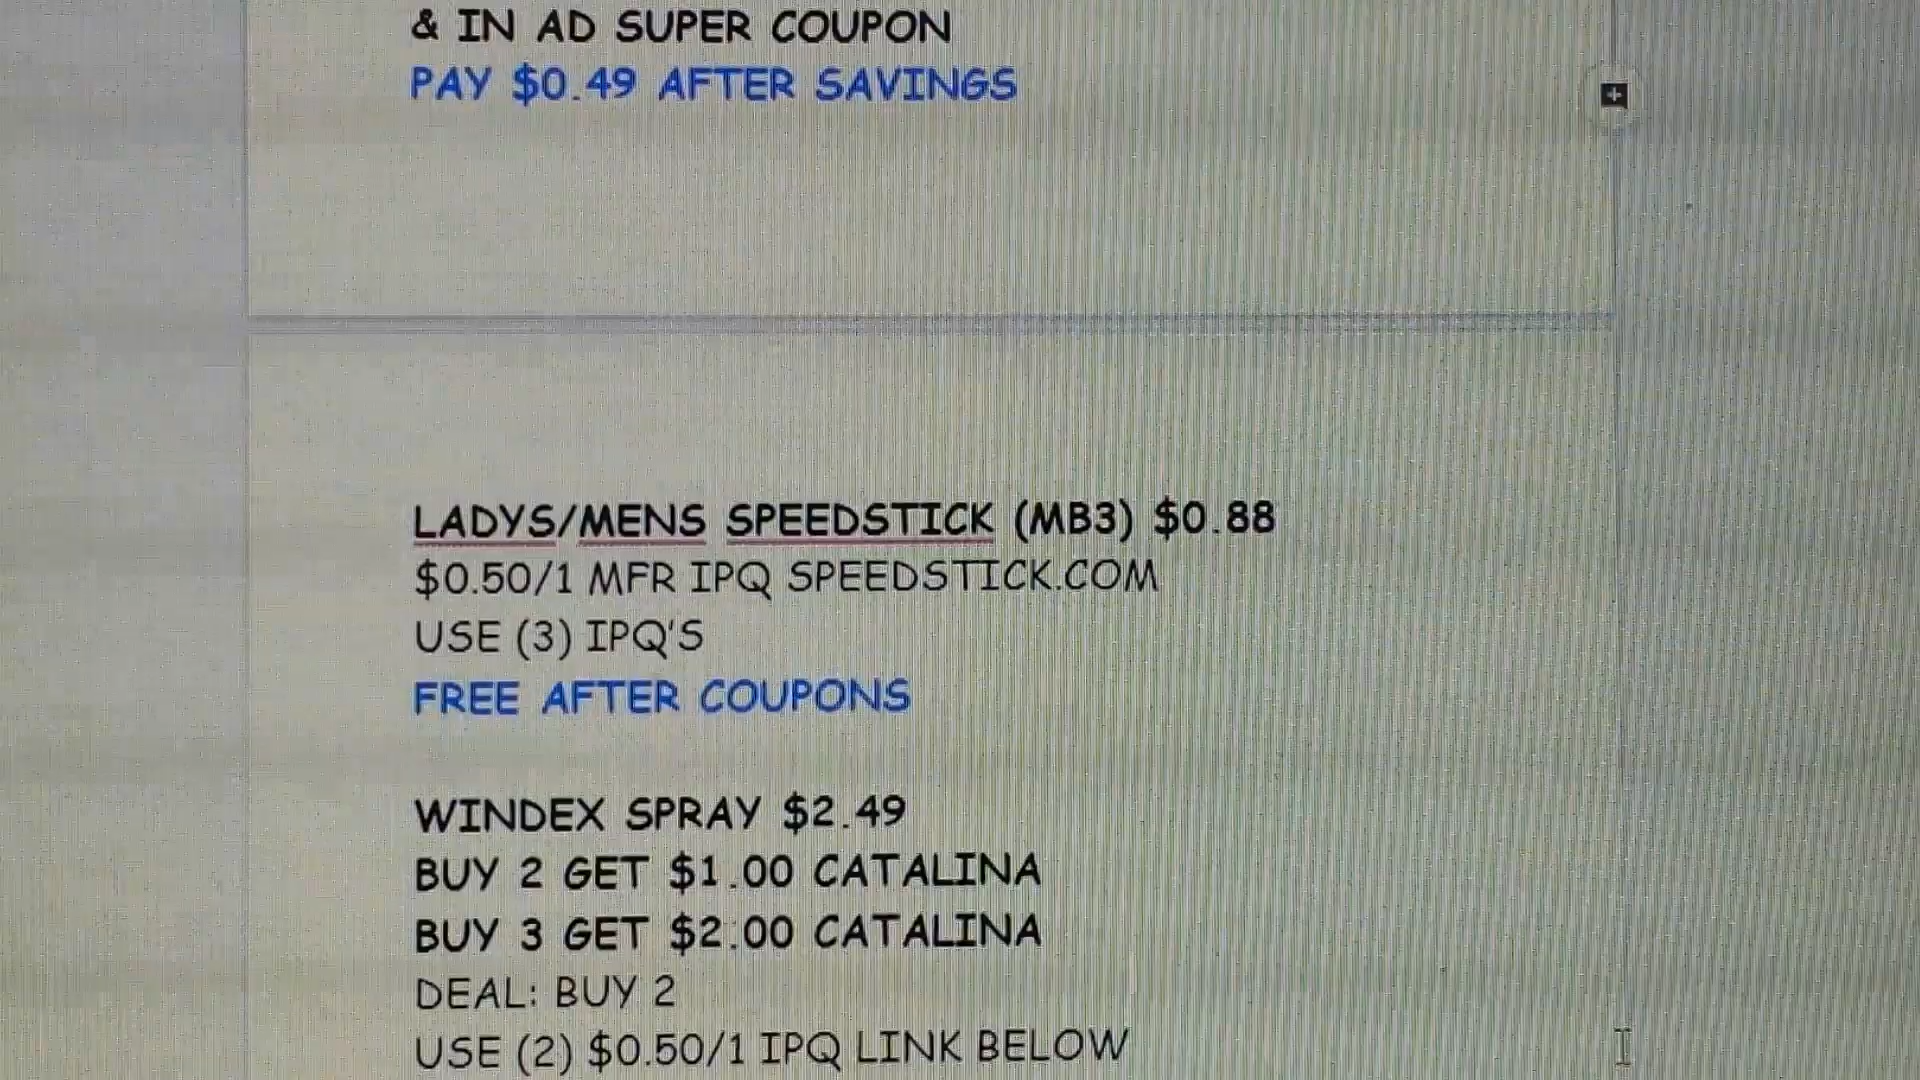 & IN AD SUPER COUPON
PAY $0.49 AFTER SAVINGS
LADYS/MENS SPEEDSTICK (MB3) $0.88
$0.50/1 MFR IPQ SPEEDSTICK.COM
USE (3) IPQ'S
FREE AFTER COUPONS
WINDEX SPRAY $2.49
BUY 2 GET $1.00 CATALINA
BUY 3 GET $2.00 CATALINA
DEAL: BUY 2
USE (2) $0.50/1 IPQ LINK BELOW